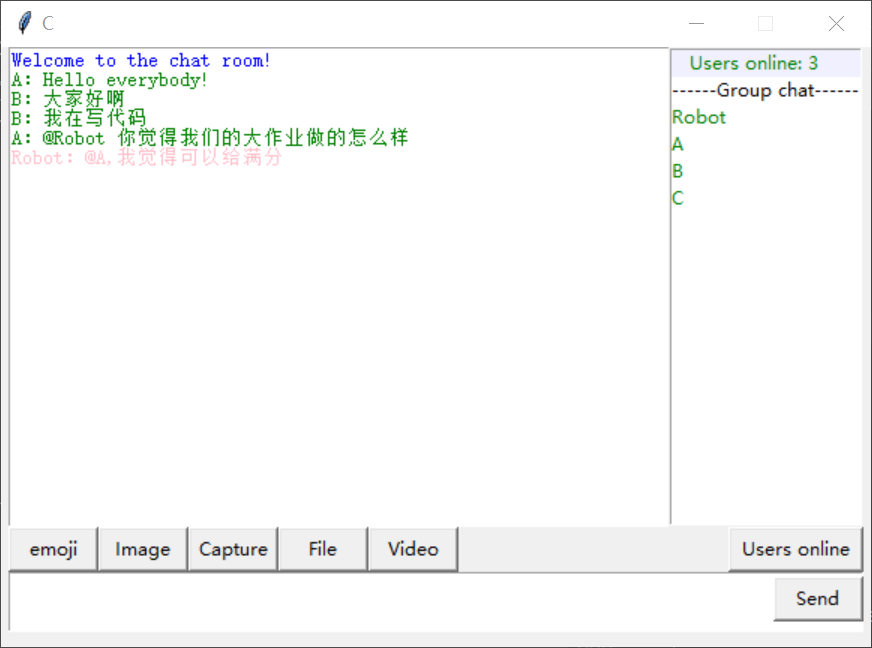 C
Welcome to the chat room!
A: Hello everybody!
B: 大家好啊
B: 我在写代码
A: @Robot 你觉得我们的大作业做的怎么样
Robot: @A,我觉得可以给满分
Users online: 3
------Group chat------
Robot
A
B
C
emoji
Image
Capture
File
Video
Users online
Send